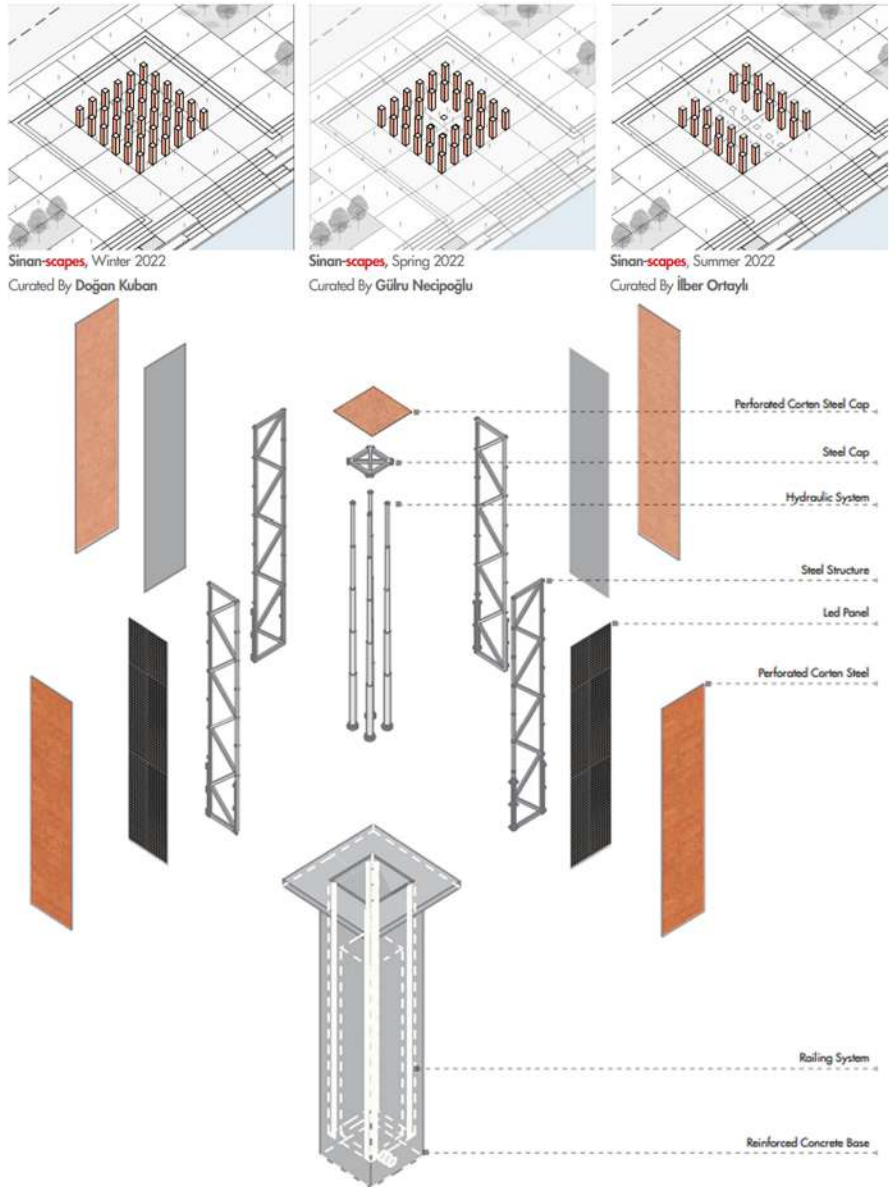 Sinan-scapes, Winter 2022
Curated By Doğan Kuban
Sinan-scapes, Spring 2022
Curated By Gülru Necipoğlu
Sinan-scapes, Summer 2022
Curated By İlber Ortaylı
Perforated Corten Steel Cap
Steel Cap
Hydraulic System
Steel Structure
Led Panel
Perforated Corten Steel
Railing System
Reinforced Concrete Base